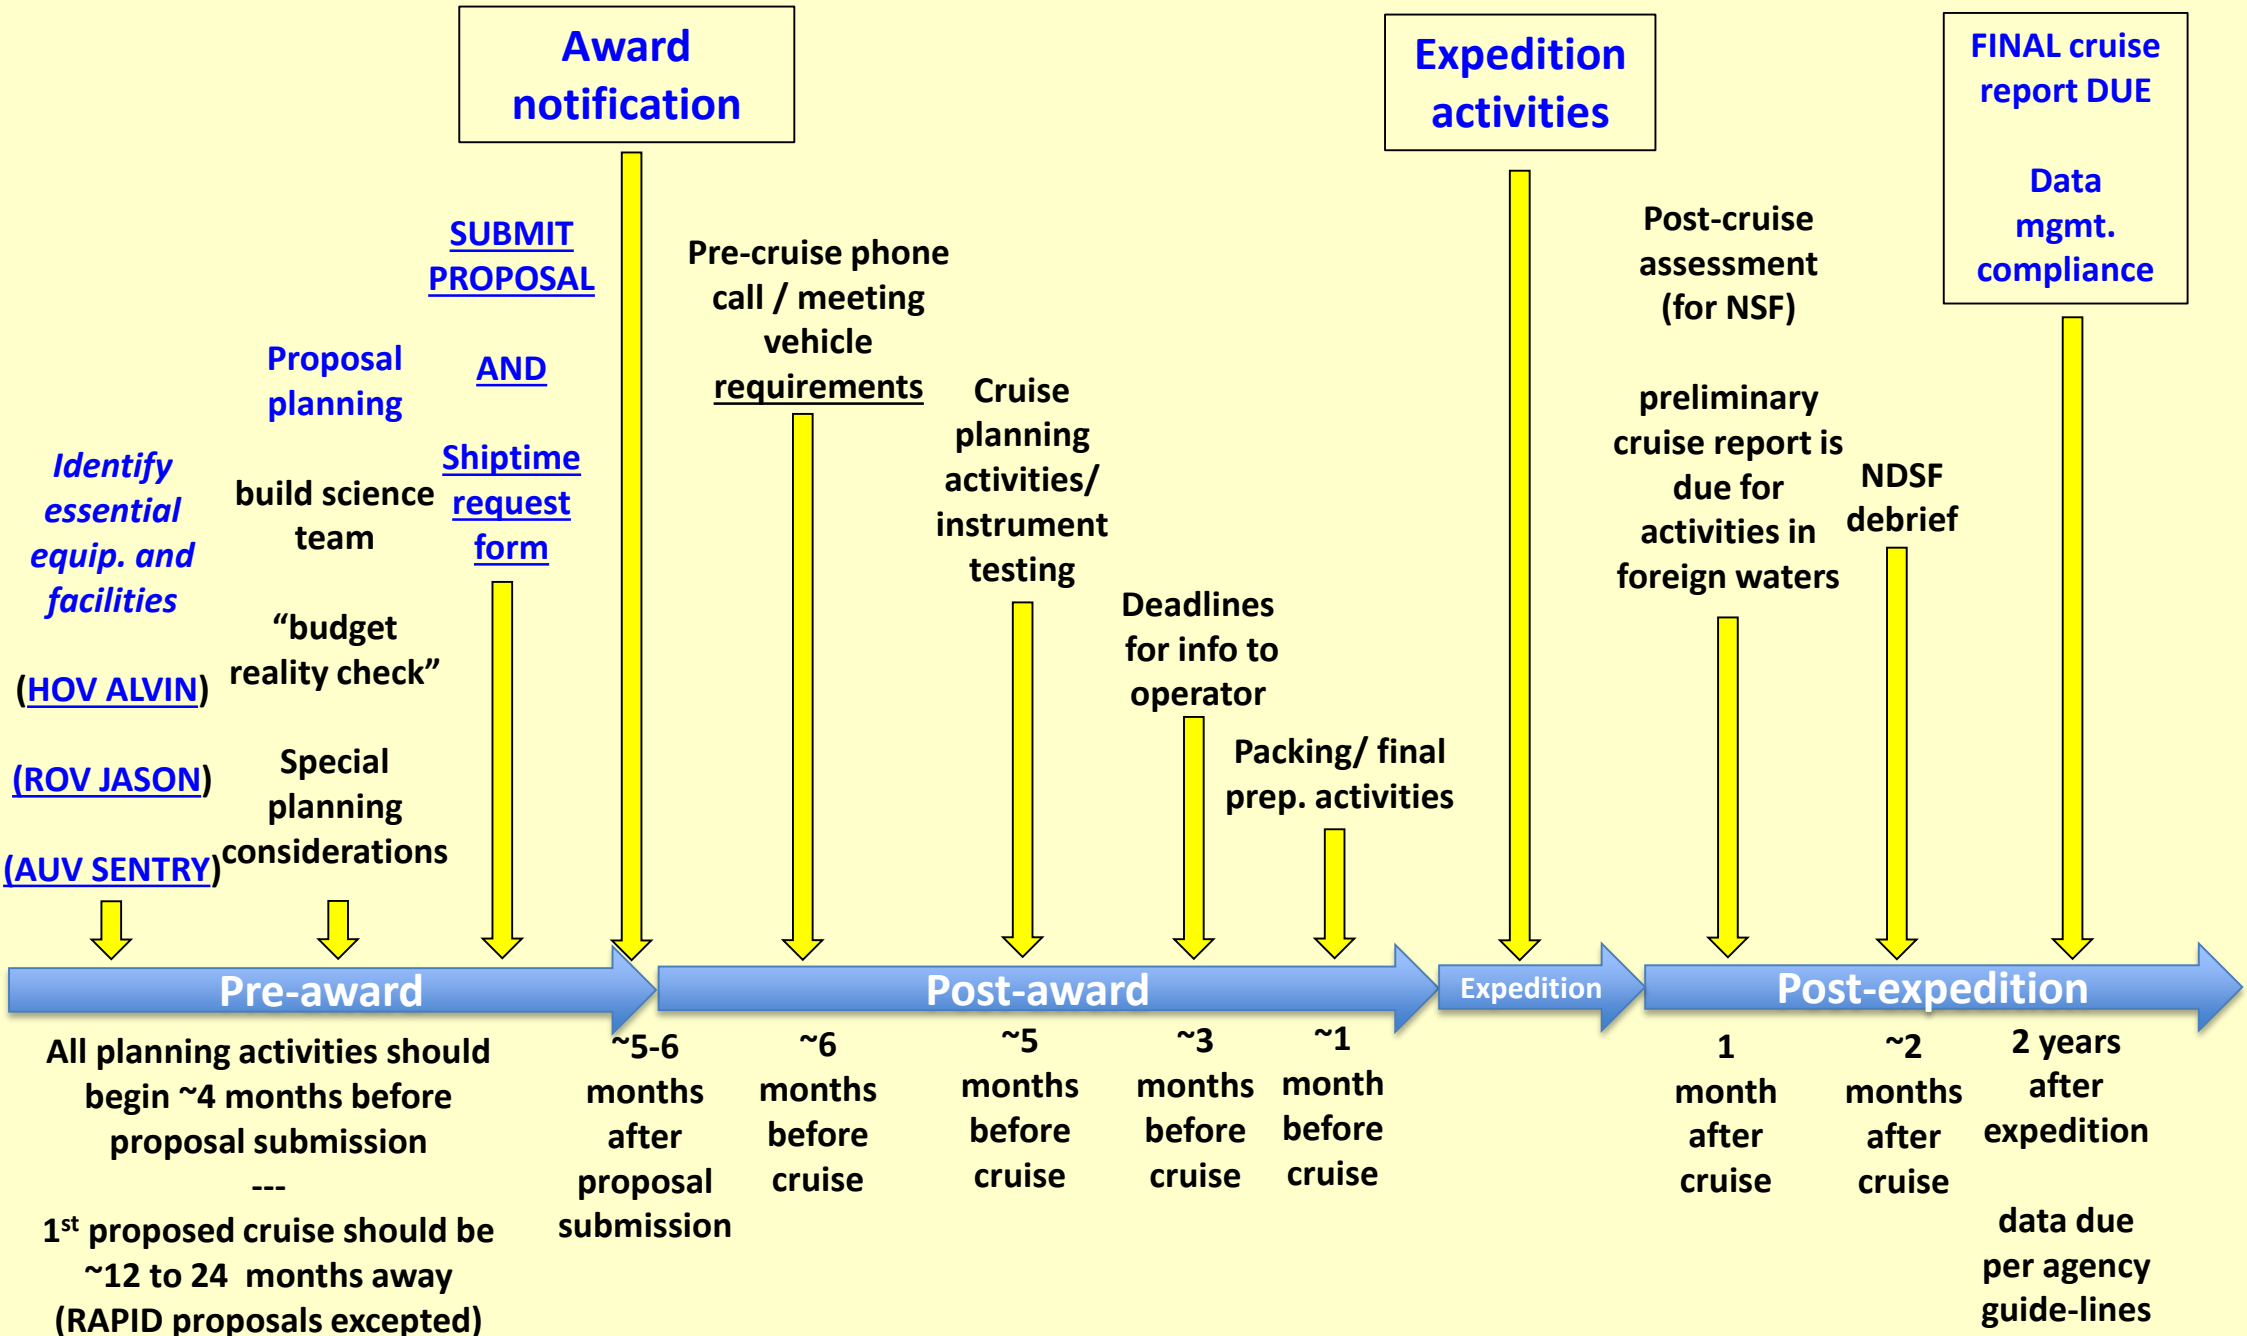 Award
notification
Expedition
activities
FINAL cruise
report DUE
Data
mgmt.
compliance
Identify
essential
equip. and
facilities
(HOV ALVIN)
(ROV JASON)
(AUV SENTRY)
Proposal
planning
build science
team
“budget
reality check”
Special
planning
considerations
SUBMIT
PROPOSAL
AND
Shiptime
request
form
Pre-cruise phone
call / meeting
vehicle
requirements
Cruise
planning
activities/
instrument
testing
Deadlines
for info to
operator
Packing/ final
prep. activities
Post-cruise
assessment
(for NSF)
preliminary
cruise report is
due for
activities in
foreign waters
NDSF
debrief
Pre-award
Post-award
Expedition
Post-expedition
All planning activities should
begin ~4 months before
proposal submission
---
1st proposed cruise should be
~12 to 24 months away
(RAPID proposals excepted)
~5-6
months
after
proposal
submission
~6
months
before
cruise
~5
months
before
cruise
~3
months
before
cruise
~1
month
before
cruise
1
month
after
cruise
~2
months
after
cruise
2 years
after
expedition
data due
per agency
guide-lines